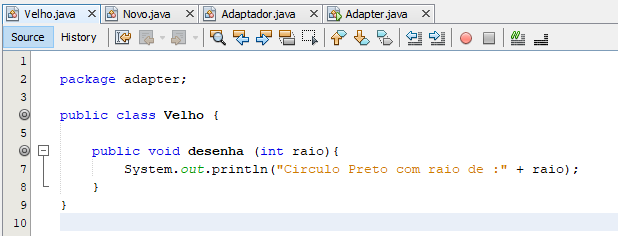 Velho.java Novo.java Adaptador.java Adapter.java
Source History
1
2 package adapter;
3
4 public class Velho {
5
6 public void desenha (int raio){
7 System.out.println("Circulo Preto com raio de :" + raio);
8 }
9 }
10